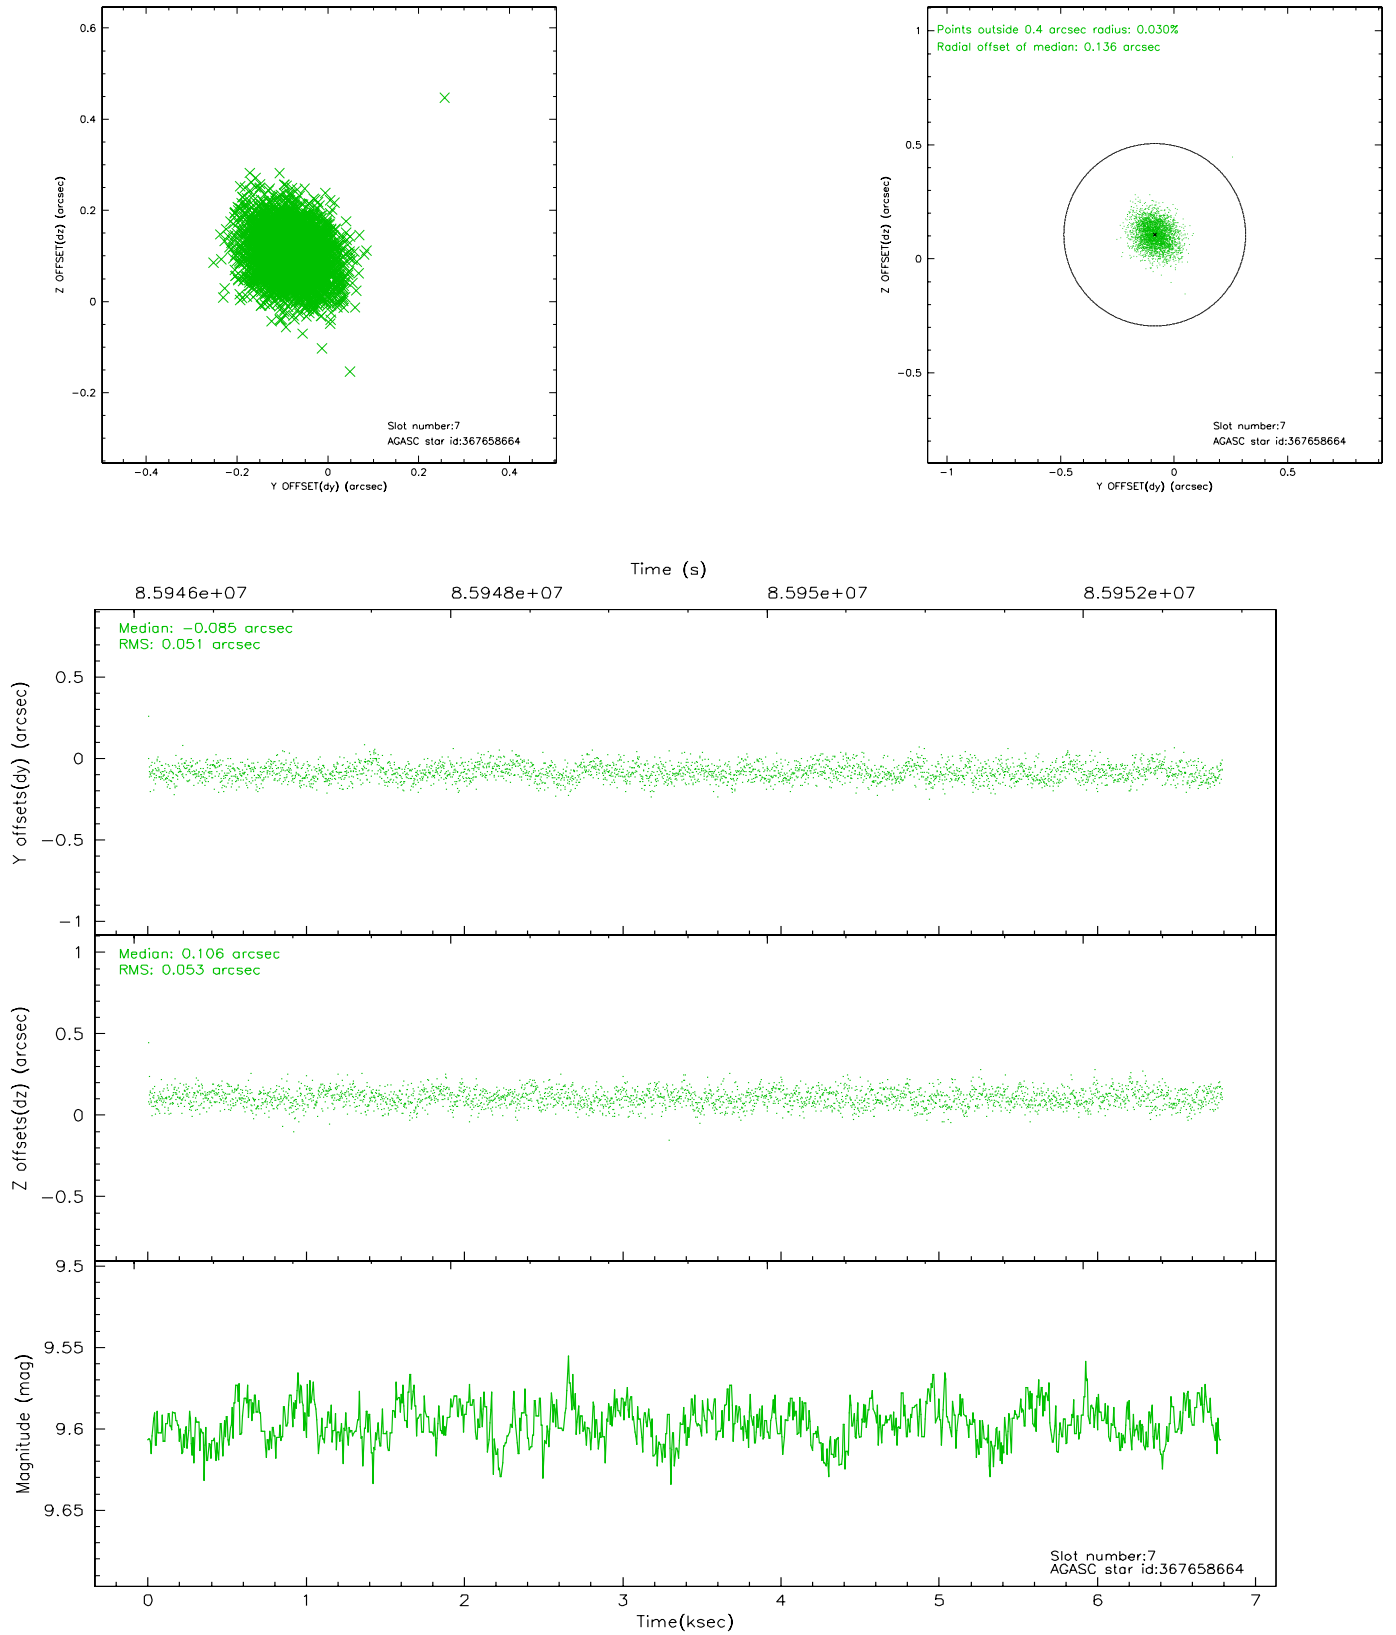 0.6
0.4
0.2
0
−0.2
Z OFFSET(dz) (arcsec)
Slot number:7
AGASC star id:367658664
−0.4 −0.2 0 0.2 0.4
Y OFFSET(dy) (arcsec)
Points outside 0.4 arcsec radius: 0.030%
Radial offset of median: 0.136 arcsec
1
0.5
0
−0.5
Z OFFSET(dz) (arcsec)
Slot number:7
AGASC star id:367658664
−1 −0.5 0 0.5
Y OFFSET(dy) (arcsec)
Time (s)
8.5946e+07 8.5948e+07 8.595e+07 8.5952e+07
Median: −0.085 arcsec
RMS: 0.051 arcsec
0.5
0
−0.5
−1
Y offsets(dy) (arcsec)
Median: 0.106 arcsec
RMS: 0.053 arcsec
1
0.5
0
−0.5
Z offsets(dz) (arcsec)
9.5
9.55
9.6
9.65
Magnitude (mag)
Slot number:7
AGASC star id:367658664
0 1 2 3 4 5 6 7
Time(ksec)